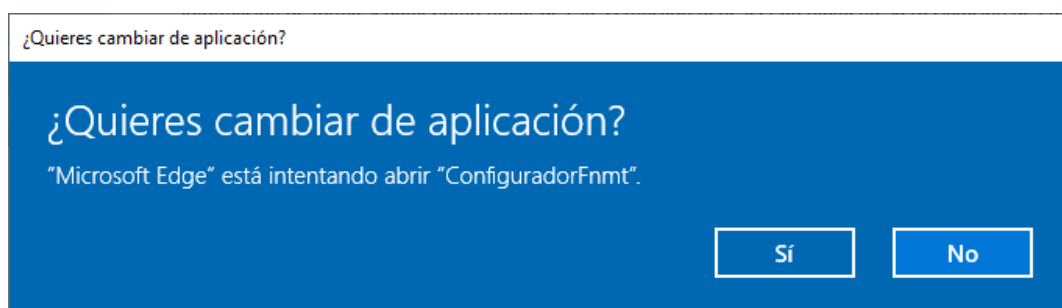 ¿Quieres cambiar de aplicación?
¿Quieres cambiar de aplicación?
"Microsoft Edge" está intentando abrir "ConfiguradorFnmt".
Sí
No